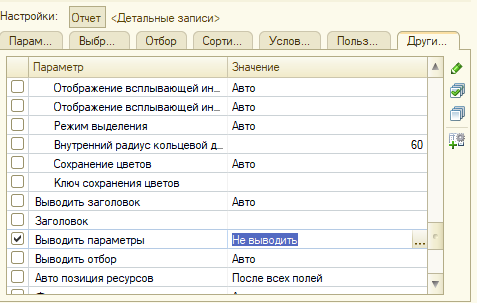 Настройки: Отчет <Детальные записи>
Парам... Выбр... Отбор Сорти... Услов... Польз... Други...
Параметр Значение
Отображение всплывающей ин... Авто
Отображение всплывающей ин... Авто
Режим выделения Авто
Внутренний радиус кольцевой д... 60
Сохранение цветов Авто
Ключ сохранения цветов
Выводить заголовок Авто
Заголовок
Выводить параметры Не выводить ...
Выводить отбор Авто
Авто позиция ресурсов После всех полей